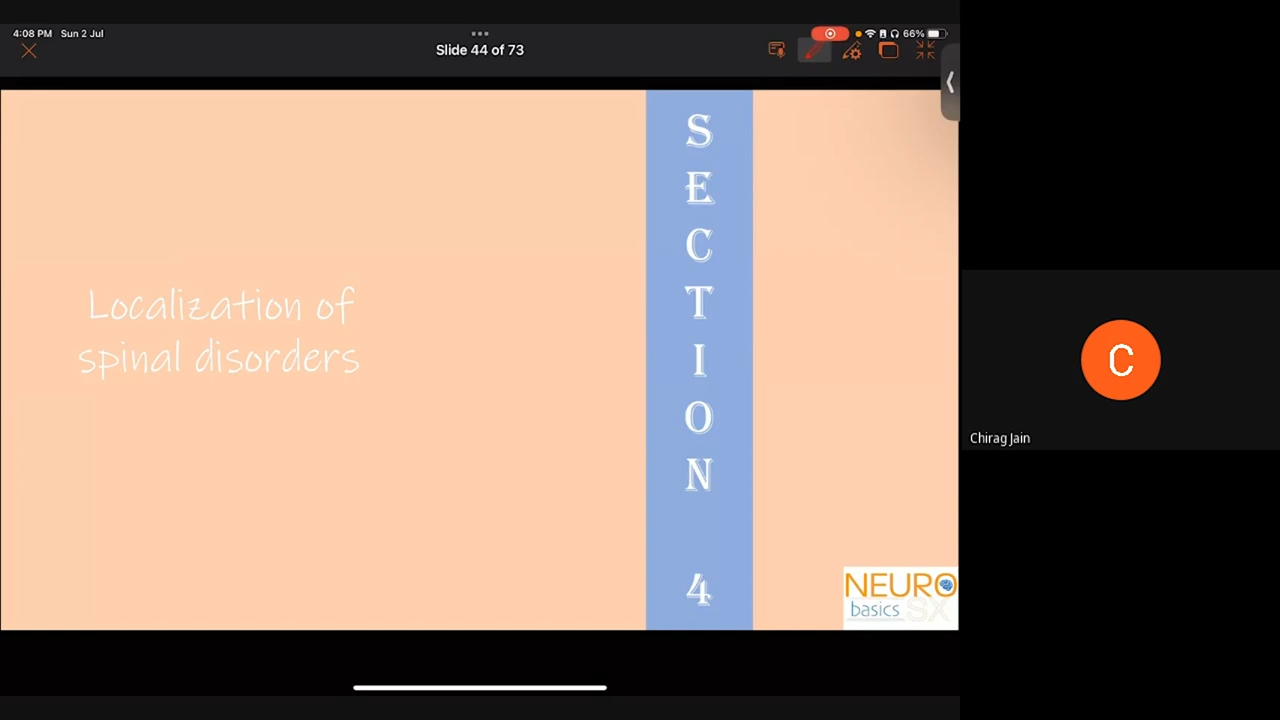 4:08 PM Sun 2 Jul
66%
Slide 44 of 73
Localization of
spinal disorders
S
E
C
T
I
O
N
4
NEURO
basics SX
C
Chirag Jain